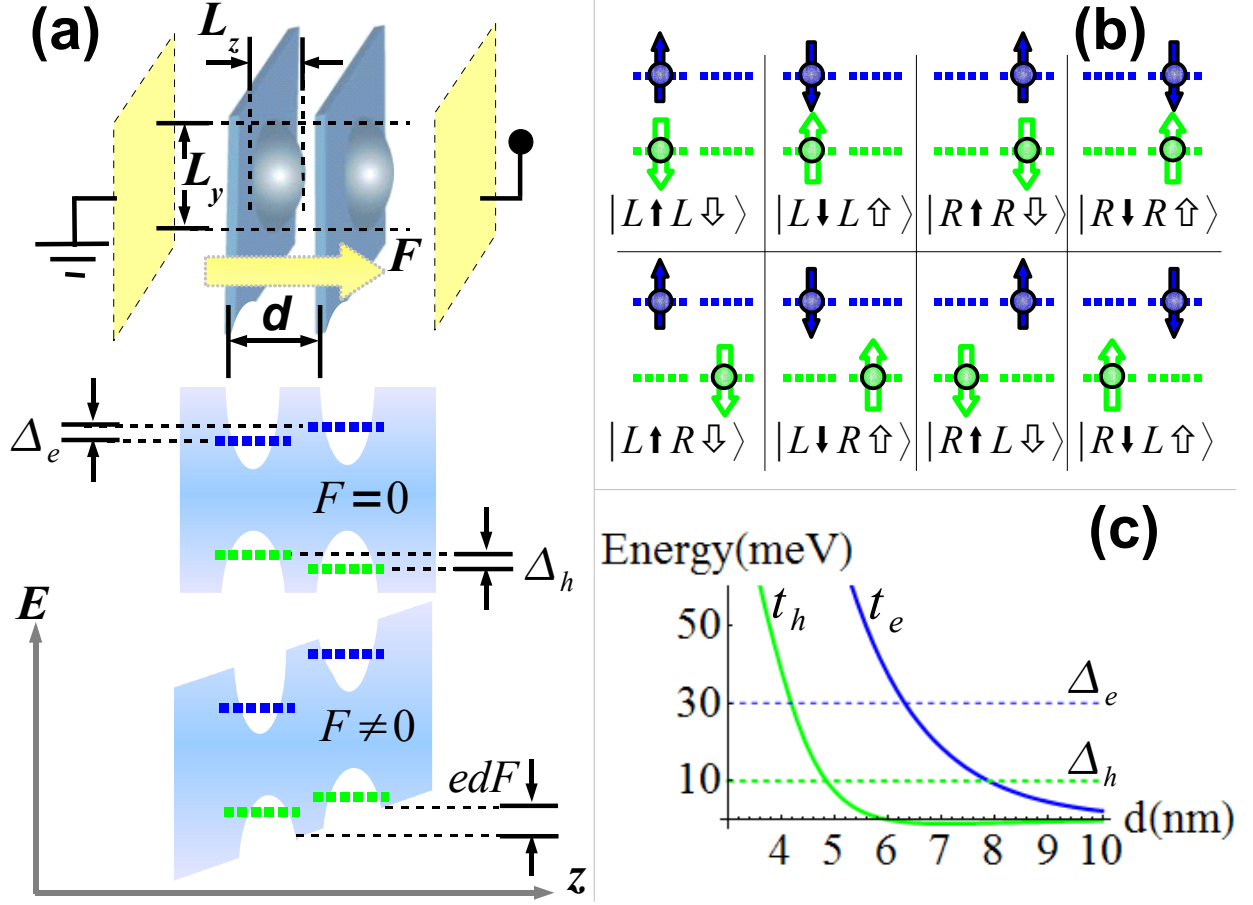 (a)
L_z
L_y
F
d
Δ_e
F=0
Δ_h
E
F≠0
edF
z
(b)
|L⬆L⇩⟩ |L⬇L⇧⟩ |R⬆R⇩⟩ |R⬇R⇧⟩
|L⬆R⇩⟩ |L⬇R⇧⟩ |R⬆L⇩⟩ |R⬇L⇧⟩
(c)
Energy(meV)
t_h t_e
50
Δ_e
30
Δ_h
10
d(nm)
4 5 6 7 8 9 10